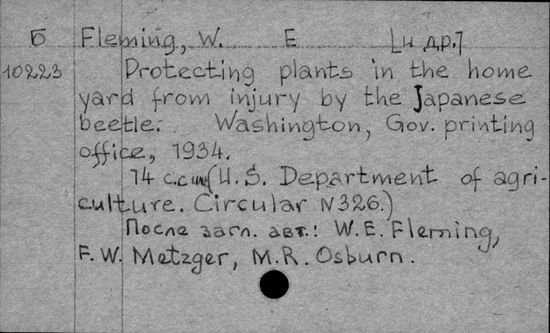 Б Fleming, W. E [и др.]
10223 Protecting plants in the home
yard from injury by the Japanese
beetle. Washington, Gov. printing
office, 1934.
14 с. (U.S. Department of agri-
culture. Circular N326.)
После загл. авт.: W.E. Fleming,
F.W. Metzger, M.R. Osburn.